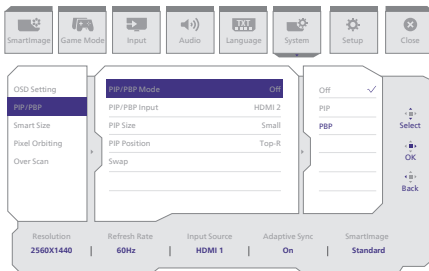 SmartImage
Game Mode
Input
Audio
TXT
Language
System
Setup
Close
OSD Setting
PIP/PBP
Smart Size
Pixel Orbiting
Over Scan
PIP/PBP Mode Off
PIP/PBP Input HDMI 2
PIP Size Small
PIP Position Top-R
Swap
Off
PIP
PBP
Select
OK
Back
Resolution Refresh Rate Input Source Adaptive Sync SmartImage
2560X1440 | 60Hz | HDMI 1 | On | Standard